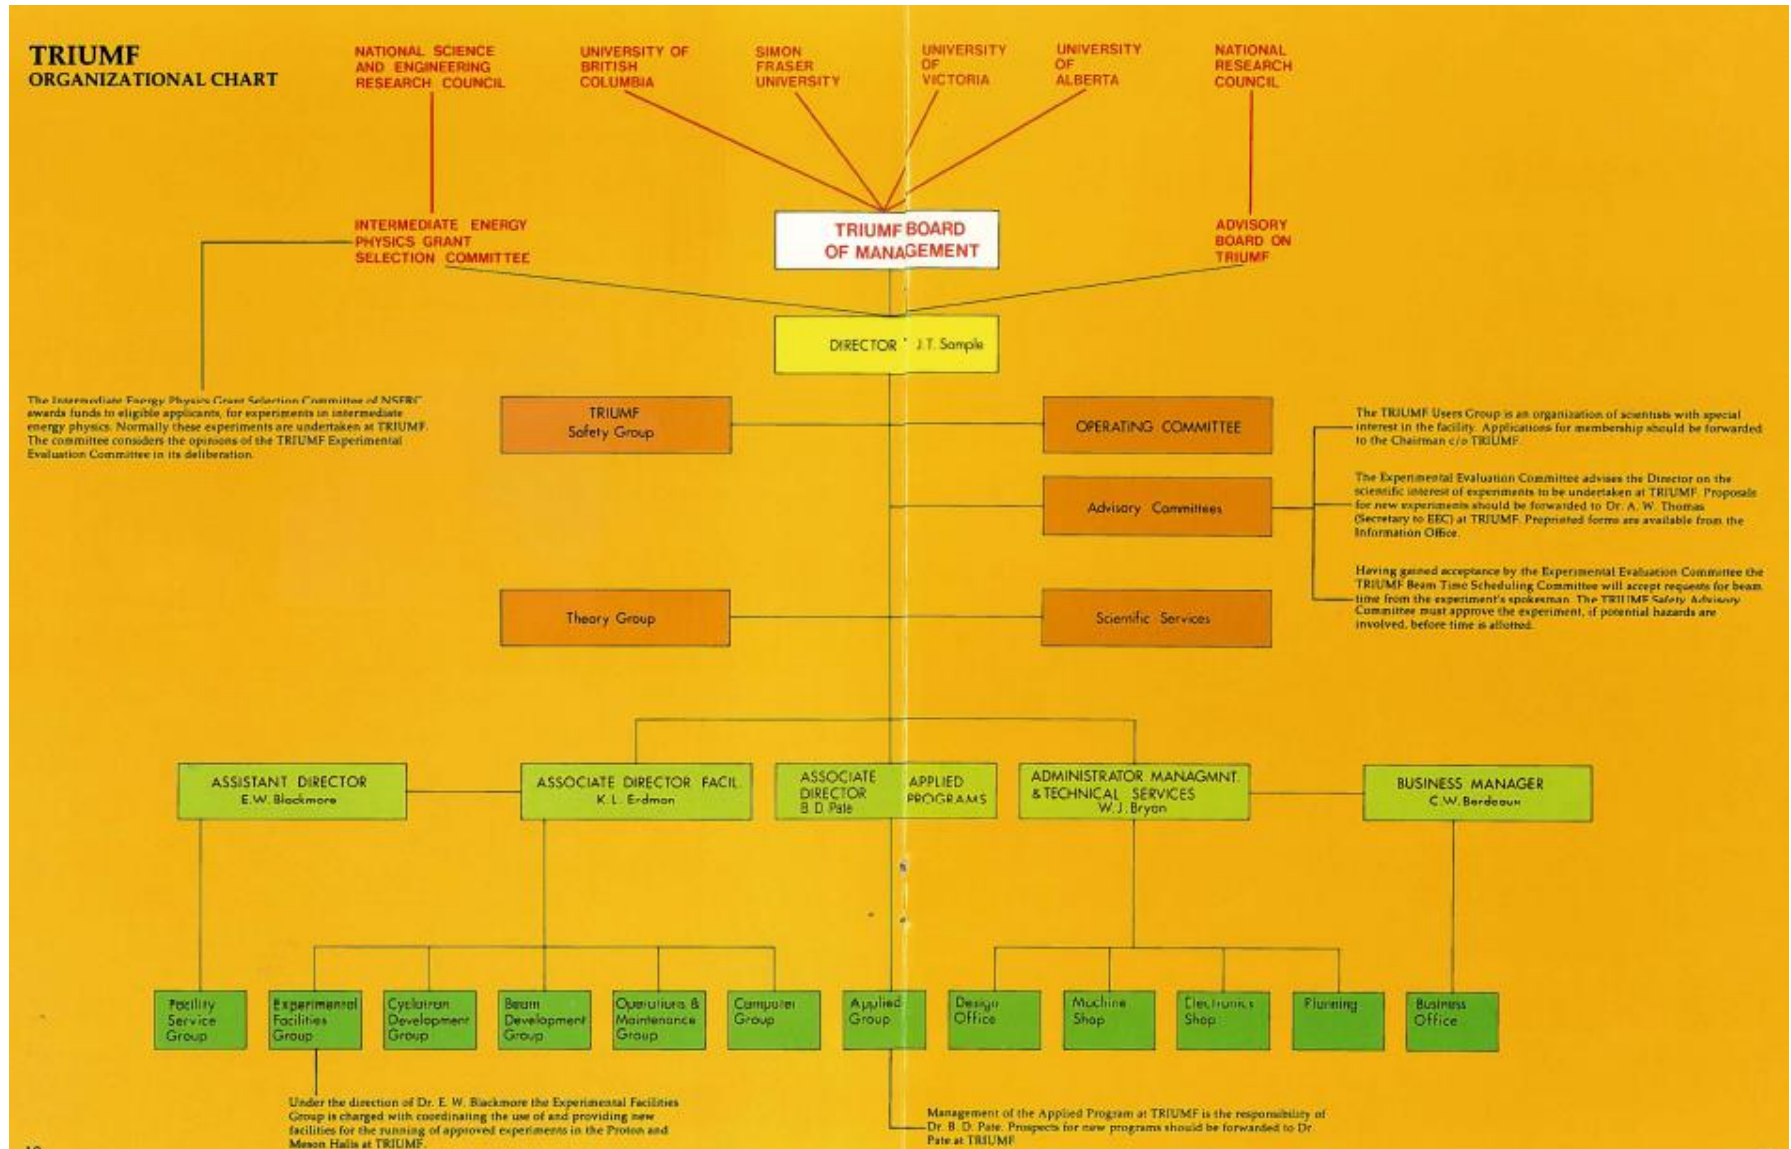 TRIUMF
ORGANIZATIONAL CHART
NATIONAL SCIENCE
AND ENGINEERING
RESEARCH COUNCIL
UNIVERSITY OF
BRITISH
COLUMBIA
SIMON
FRASER
UNIVERSITY
UNIVERSITY
OF
VICTORIA
UNIVERSITY
OF
ALBERTA
NATIONAL
RESEARCH
COUNCIL
INTERMEDIATE ENERGY
PHYSICS GRANT
SELECTION COMMITTEE
TRIUMF BOARD
OF MANAGEMENT
ADVISORY
BOARD ON
TRIUMF
DIRECTOR J.T. Sample
The Intermediate Energy Physics Grant Selection Committee of NSERC
awards funds to eligible applicants, for experiments in intermediate
energy physics. Normally these experiments are undertaken at TRIUMF.
The committee considers the opinions of the TRIUMF Experimental
Evaluation Committee in its deliberation.
TRIUMF
Safety Group
OPERATING COMMITTEE
The TRIUMF Users Group is an organization of scientists with special
interest in the facility. Applications for membership should be forwarded
to the Chairman c/o TRIUMF.
Advisory Committees
The Experimental Evaluation Committee advises the Director on the
scientific interest of experiments to be undertaken at TRIUMF. Proposals
for new experiments should be forwarded to Dr. A. W. Thomas
(Secretary to EEC) at TRIUMF. Preprinted forms are available from the
Information Office.
Having gained acceptance by the Experimental Evaluation Committee the
TRIUMF Beam Time Scheduling Committee will accept requests for beam
time from the experiment's spokesman. The TRIUMF Safety Advisory
Committee must approve the experiment, if potential hazards are
involved, before time is allotted.
Theory Group
Scientific Services
ASSISTANT DIRECTOR
E.W. Blackmore
ASSOCIATE DIRECTOR FACIL.
K.L. Erdman
ASSOCIATE APPLIED
DIRECTOR PROGRAMS
B.D. Pate
ADMINISTRATOR MANAGMNT.
& TECHNICAL SERVICES
W.J. Bryan
BUSINESS MANAGER
C.W. Bordeaux
Facility
Service
Group
Experimental
Facilities
Group
Cyclotron
Development
Group
Beam
Development
Group
Operations &
Maintenance
Group
Computer
Group
Applied
Group
Design
Office
Machine
Shop
Electronics
Shop
Planning
Business
Office
Under the direction of Dr. E. W. Blackmore the Experimental Facilities
Group is charged with coordinating the use of and providing new
facilities for the running of approved experiments in the Proton and
Meson Halls at TRIUMF.
Management of the Applied Program at TRIUMF is the responsibility of
Dr. B. D. Pate. Prospects for new programs should be forwarded to Dr.
Pate at TRIUMF